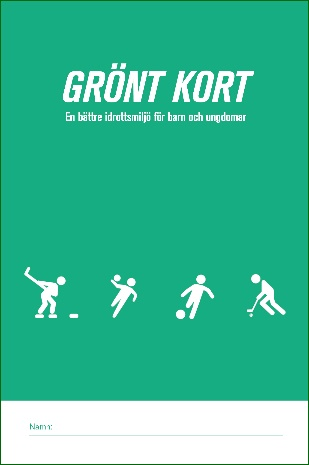 GRÖNT KORT
En bättre idrottsmiljö för barn och ungdomar
Namn: